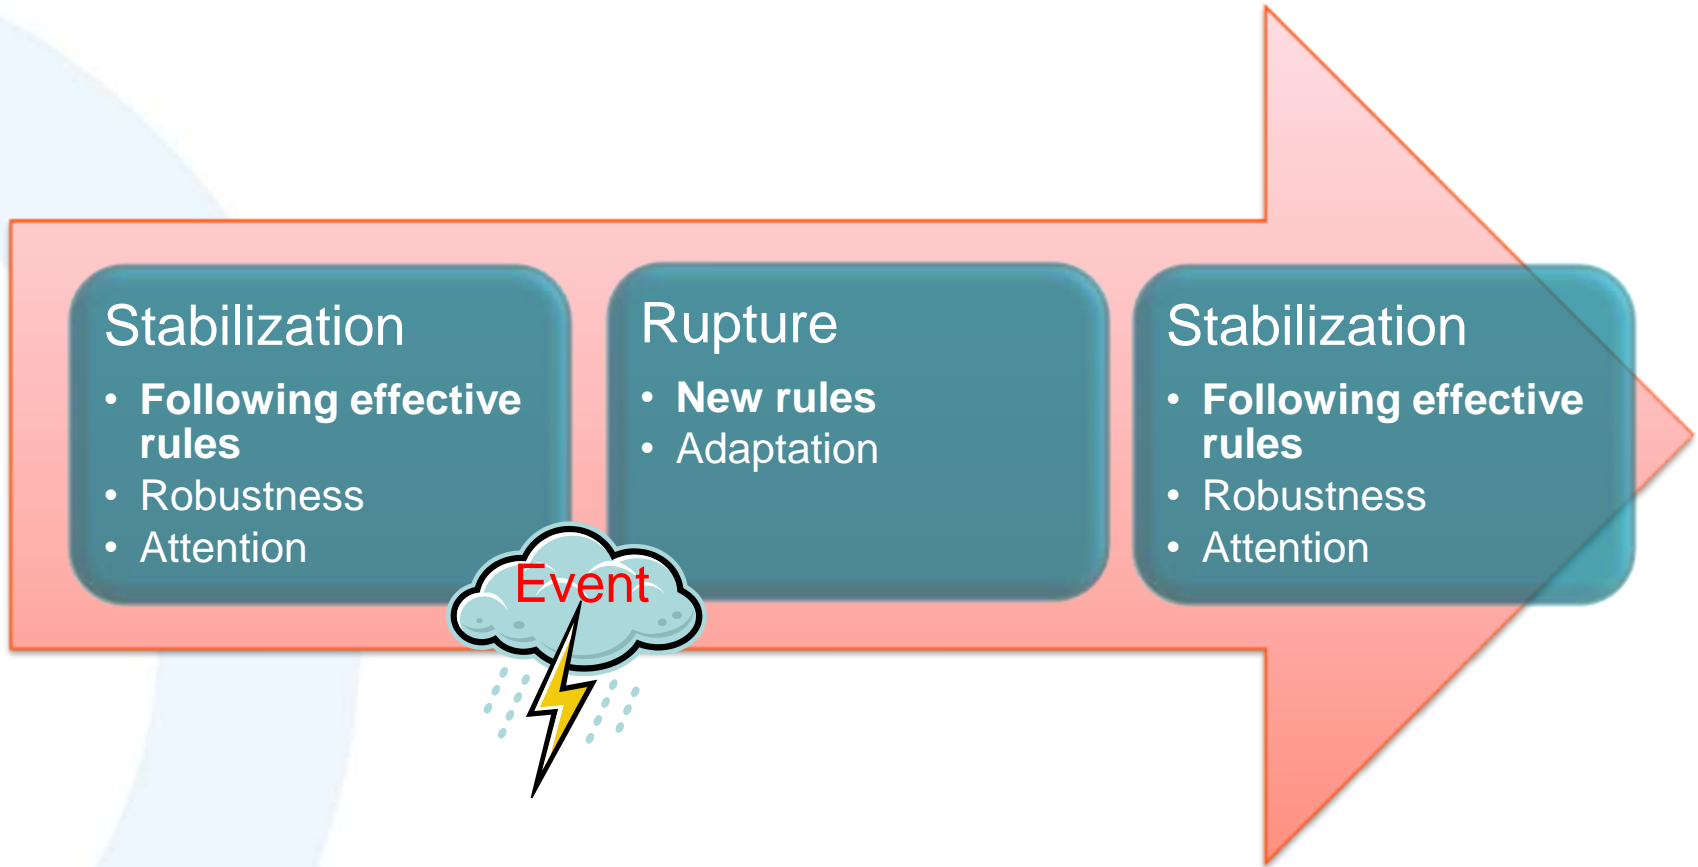 Stabilization
• Following effective
rules
• Robustness
• Attention
Event
Rupture
• New rules
• Adaptation
Stabilization
• Following effective
rules
• Robustness
• Attention